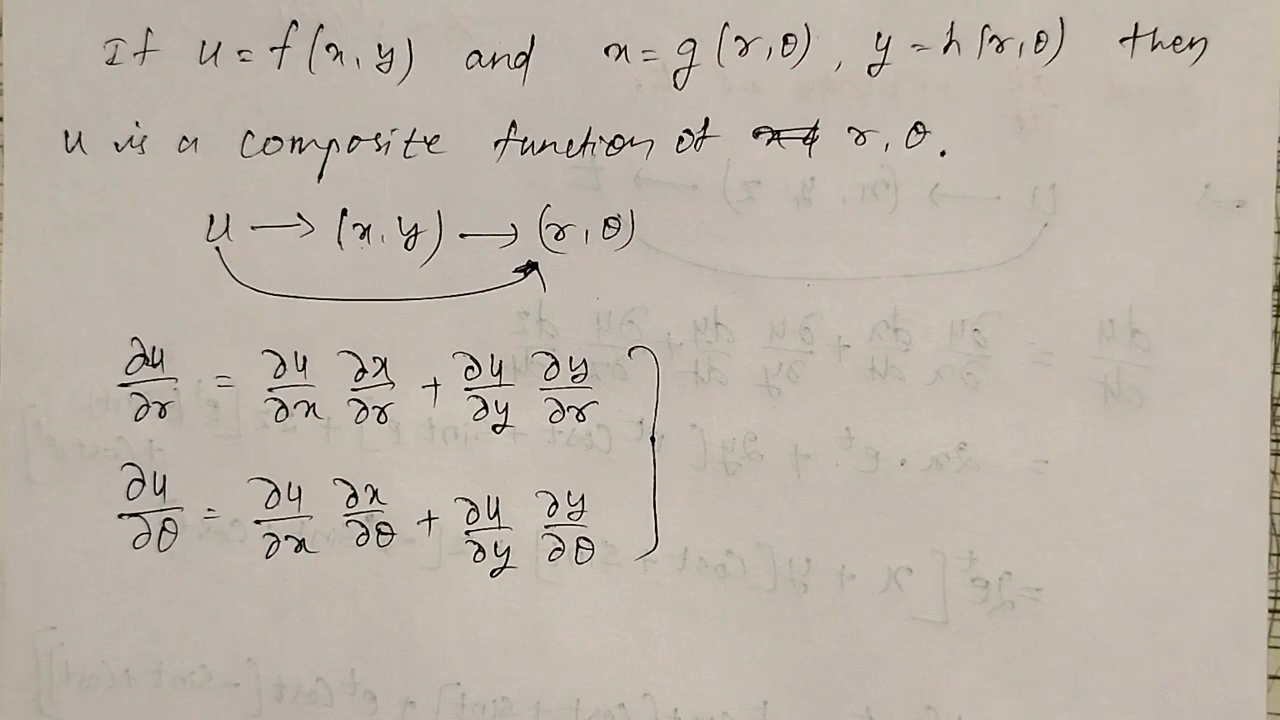 If u = f(x, y) and x = g(r, θ), y = h(r, θ) then
u is a composite function of r, θ.
u → (x, y) → (r, θ)
∂u/∂r = ∂u/∂x ∂x/∂r + ∂u/∂y ∂y/∂r
∂u/∂θ = ∂u/∂x ∂x/∂θ + ∂u/∂y ∂y/∂θ